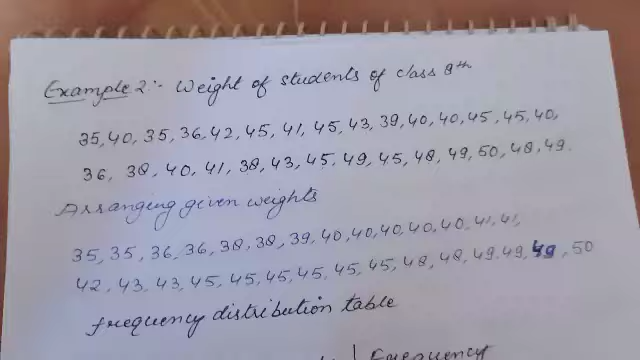 Example 2:- Weight of students of class 8th
35, 40, 35, 36, 42, 45, 41, 45, 43, 39, 40, 40, 45, 45, 40,
36, 38, 40, 41, 38, 43, 45, 49, 45, 48, 49, 50, 48, 49.
Arranging given weights
35, 35, 36, 36, 38, 38, 39, 40, 40, 40, 40, 40, 41, 41,
42, 43, 43, 45, 45, 45, 45, 45, 45, 48, 48, 49, 49, 49, 50
frequency distribution table
Frequency